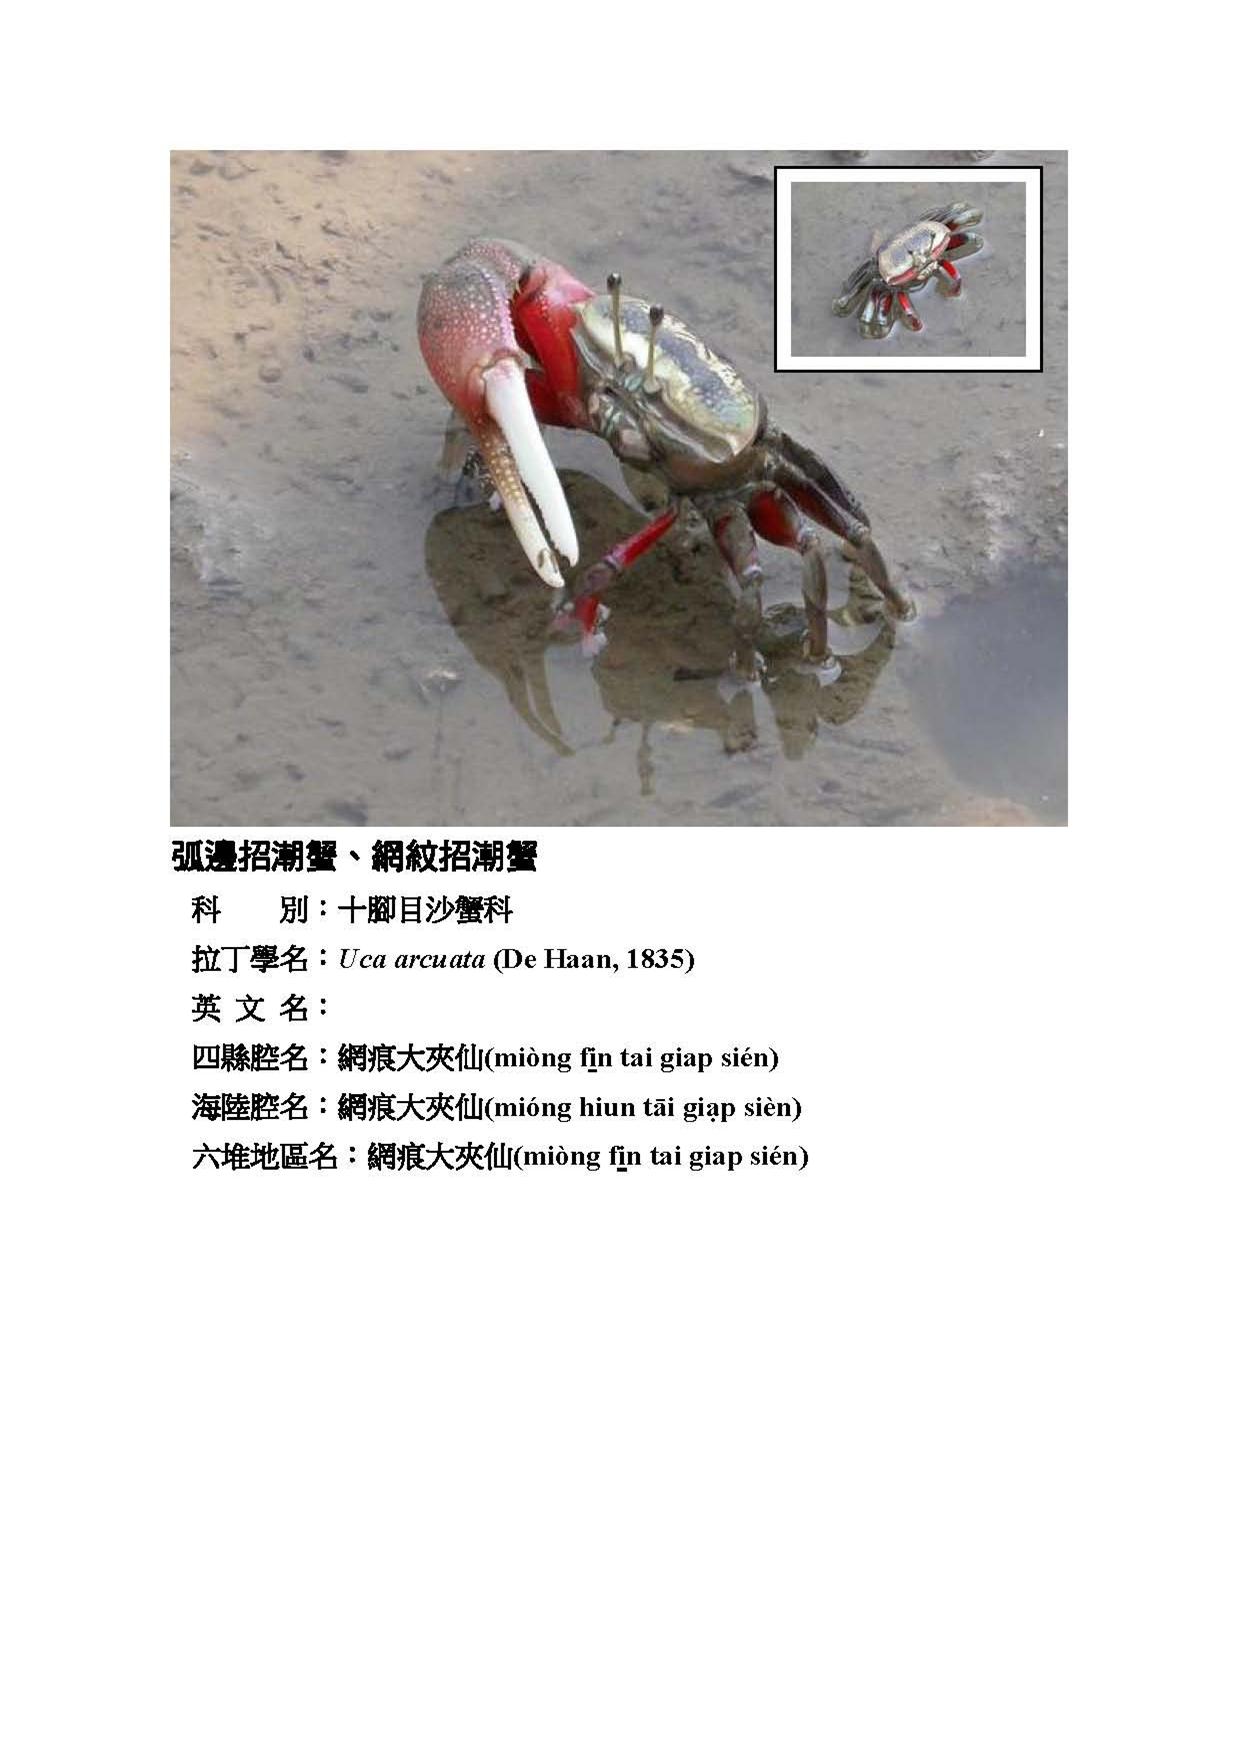 弧邊招潮蟹、網紋招潮蟹
科　　別：十腳目沙蟹科
拉丁學名：Uca arcuata (De Haan, 1835)
英 文 名：
四縣腔名：網痕大夾仙(miòng fi̲n tai giap sién)
海陸腔名：網痕大夾仙(mióng hiun tāi giạp sièn)
六堆地區名：網痕大夾仙(miòng fi̲n tai giap sién)